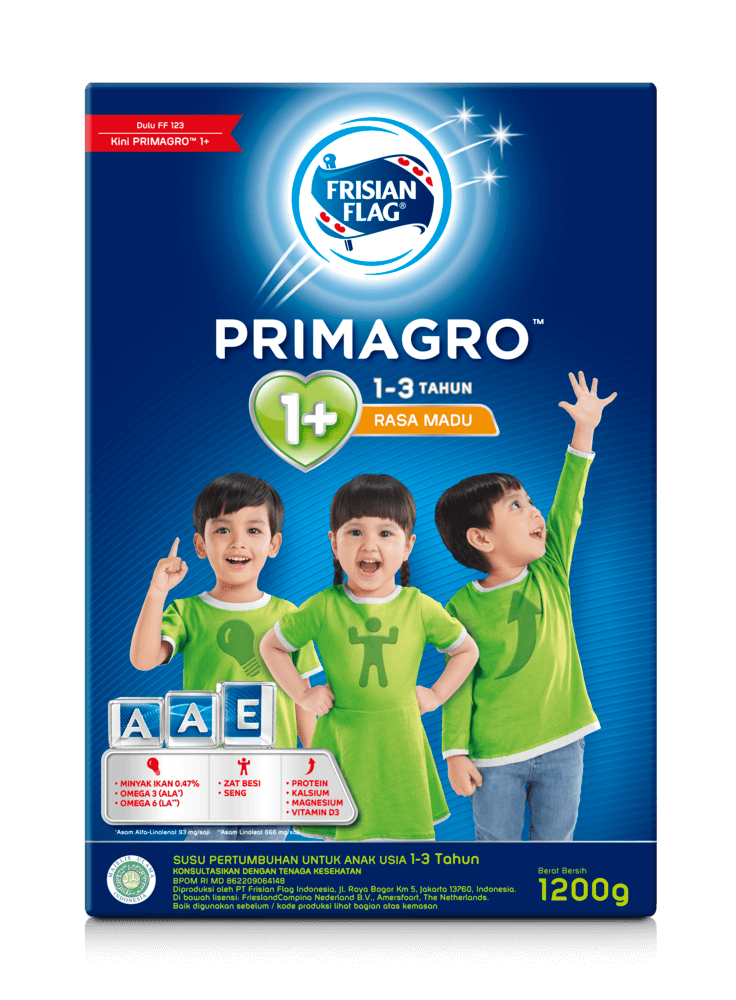 Dulu FF 123
Kini PRIMAGRO™ 1+
FRISIAN
FLAG®
PRIMAGRO™
1+
1-3 TAHUN
RASA MADU
A A E
• MINYAK IKAN 0.47%
• OMEGA 3 (ALA*)
• OMEGA 6 (LA**)
• ZAT BESI
• SENG
• PROTEIN
• KALSIUM
• MAGNESIUM
• VITAMIN D3
*Asam Alfa-Linolenat 93 mg/saji **Asam Linoleat 666 mg/saji
SUSU PERTUMBUHAN UNTUK ANAK USIA 1-3 Tahun
KONSULTASIKAN DENGAN TENAGA KESEHATAN
BPOM RI MD 862209064148
Diproduksi oleh PT Frisian Flag Indonesia, Jl. Raya Bogor Km 5, Jakarta 13760, Indonesia.
Di bawah lisensi: FrieslandCampina Nederland B.V., Amersfoort, The Netherlands.
Baik digunakan sebelum / kode produksi lihat bagian atas kemasan
MAJELIS ULAMA
INDONESIA
Berat Bersih
1200g